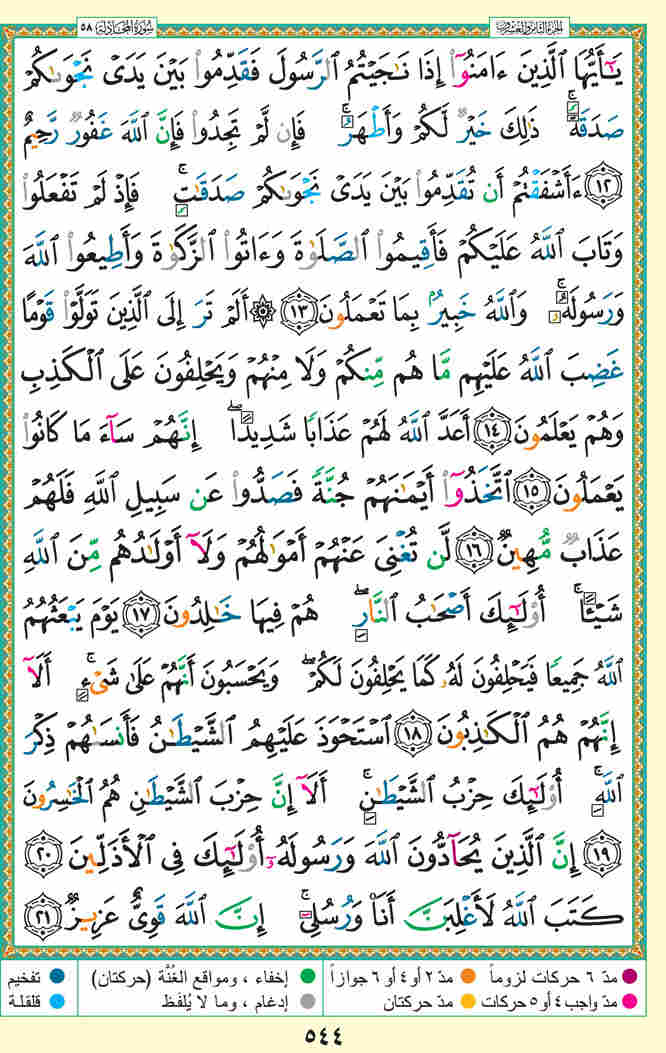 سُورَةُ المُجَادلة ٥٨
الجزء الثامن والعشرون
يَٰٓأَيُّهَا ٱلَّذِينَ ءَامَنُوٓا۟ إِذَا نَٰجَيْتُمُ ٱلرَّسُولَ فَقَدِّمُوا۟ بَيْنَ يَدَىْ نَجْوَىٰكُمْ
صَدَقَةً ۚ ذَٰلِكَ خَيْرٌ لَّكُمْ وَأَطْهَرُ ۚ فَإِن لَّمْ تَجِدُوا۟ فَإِنَّ ٱللَّهَ غَفُورٌ رَّحِيمٌ
١٢ ءَأَشْفَقْتُمْ أَن تُقَدِّمُوا۟ بَيْنَ يَدَىْ نَجْوَىٰكُمْ صَدَقَٰتٍ ۚ فَإِذْ لَمْ تَفْعَلُوا۟
وَتَابَ ٱللَّهُ عَلَيْكُمْ فَأَقِيمُوا۟ ٱلصَّلَوٰةَ وَءَاتُوا۟ ٱلزَّكَوٰةَ وَأَطِيعُوا۟ ٱللَّهَ
وَرَسُولَهُۥ ۚ وَٱللَّهُ خَبِيرٌۢ بِمَا تَعْمَلُونَ ١٣ ۞ أَلَمْ تَرَ إِلَى ٱلَّذِينَ تَوَلَّوْا۟ قَوْمًا
غَضِبَ ٱللَّهُ عَلَيْهِم مَّا هُم مِّنكُمْ وَلَا مِنْهُمْ وَيَحْلِفُونَ عَلَى ٱلْكَذِبِ
وَهُمْ يَعْلَمُونَ ١٤ أَعَدَّ ٱللَّهُ لَهُمْ عَذَابًا شَدِيدًا ۖ إِنَّهُمْ سَآءَ مَا كَانُوا۟
يَعْمَلُونَ ١٥ ٱتَّخَذُوٓا۟ أَيْمَٰنَهُمْ جُنَّةً فَصَدُّوا۟ عَن سَبِيلِ ٱللَّهِ فَلَهُمْ
عَذَابٌ مُّهِينٌ ١٦ لَّن تُغْنِىَ عَنْهُمْ أَمْوَٰلُهُمْ وَلَآ أَوْلَٰدُهُم مِّنَ ٱللَّهِ
شَيْـًٔا ۚ أُو۟لَٰٓئِكَ أَصْحَٰبُ ٱلنَّارِ ۖ هُمْ فِيهَا خَٰلِدُونَ ١٧ يَوْمَ يَبْعَثُهُمُ
ٱللَّهُ جَمِيعًا فَيَحْلِفُونَ لَهُۥ كَمَا يَحْلِفُونَ لَكُمْ ۖ وَيَحْسَبُونَ أَنَّهُمْ عَلَىٰ شَىْءٍ ۚ أَلَآ
إِنَّهُمْ هُمُ ٱلْكَٰذِبُونَ ١٨ ٱسْتَحْوَذَ عَلَيْهِمُ ٱلشَّيْطَٰنُ فَأَنسَىٰهُمْ ذِكْرَ
ٱللَّهِ ۚ أُو۟لَٰٓئِكَ حِزْبُ ٱلشَّيْطَٰنِ ۚ أَلَآ إِنَّ حِزْبَ ٱلشَّيْطَٰنِ هُمُ ٱلْخَٰسِرُونَ
١٩ إِنَّ ٱلَّذِينَ يُحَآدُّونَ ٱللَّهَ وَرَسُولَهُۥٓ أُو۟لَٰٓئِكَ فِى ٱلْأَذَلِّينَ ٢٠
كَتَبَ ٱللَّهُ لَأَغْلِبَنَّ أَنَا۠ وَرُسُلِىٓ ۚ إِنَّ ٱللَّهَ قَوِىٌّ عَزِيزٌ ٢١
مدّ ٦ حركات لزوماً مدّ ٢ أو ٤ أو ٦ جوازاً إخفاء ، ومواقع الغُنَّة (حركتان) تفخيم
مدّ واجب ٤ أو ٥ حركات مدّ حركتان إدغام ، وما لا يُلفَظ قلقلة
٥٤٤